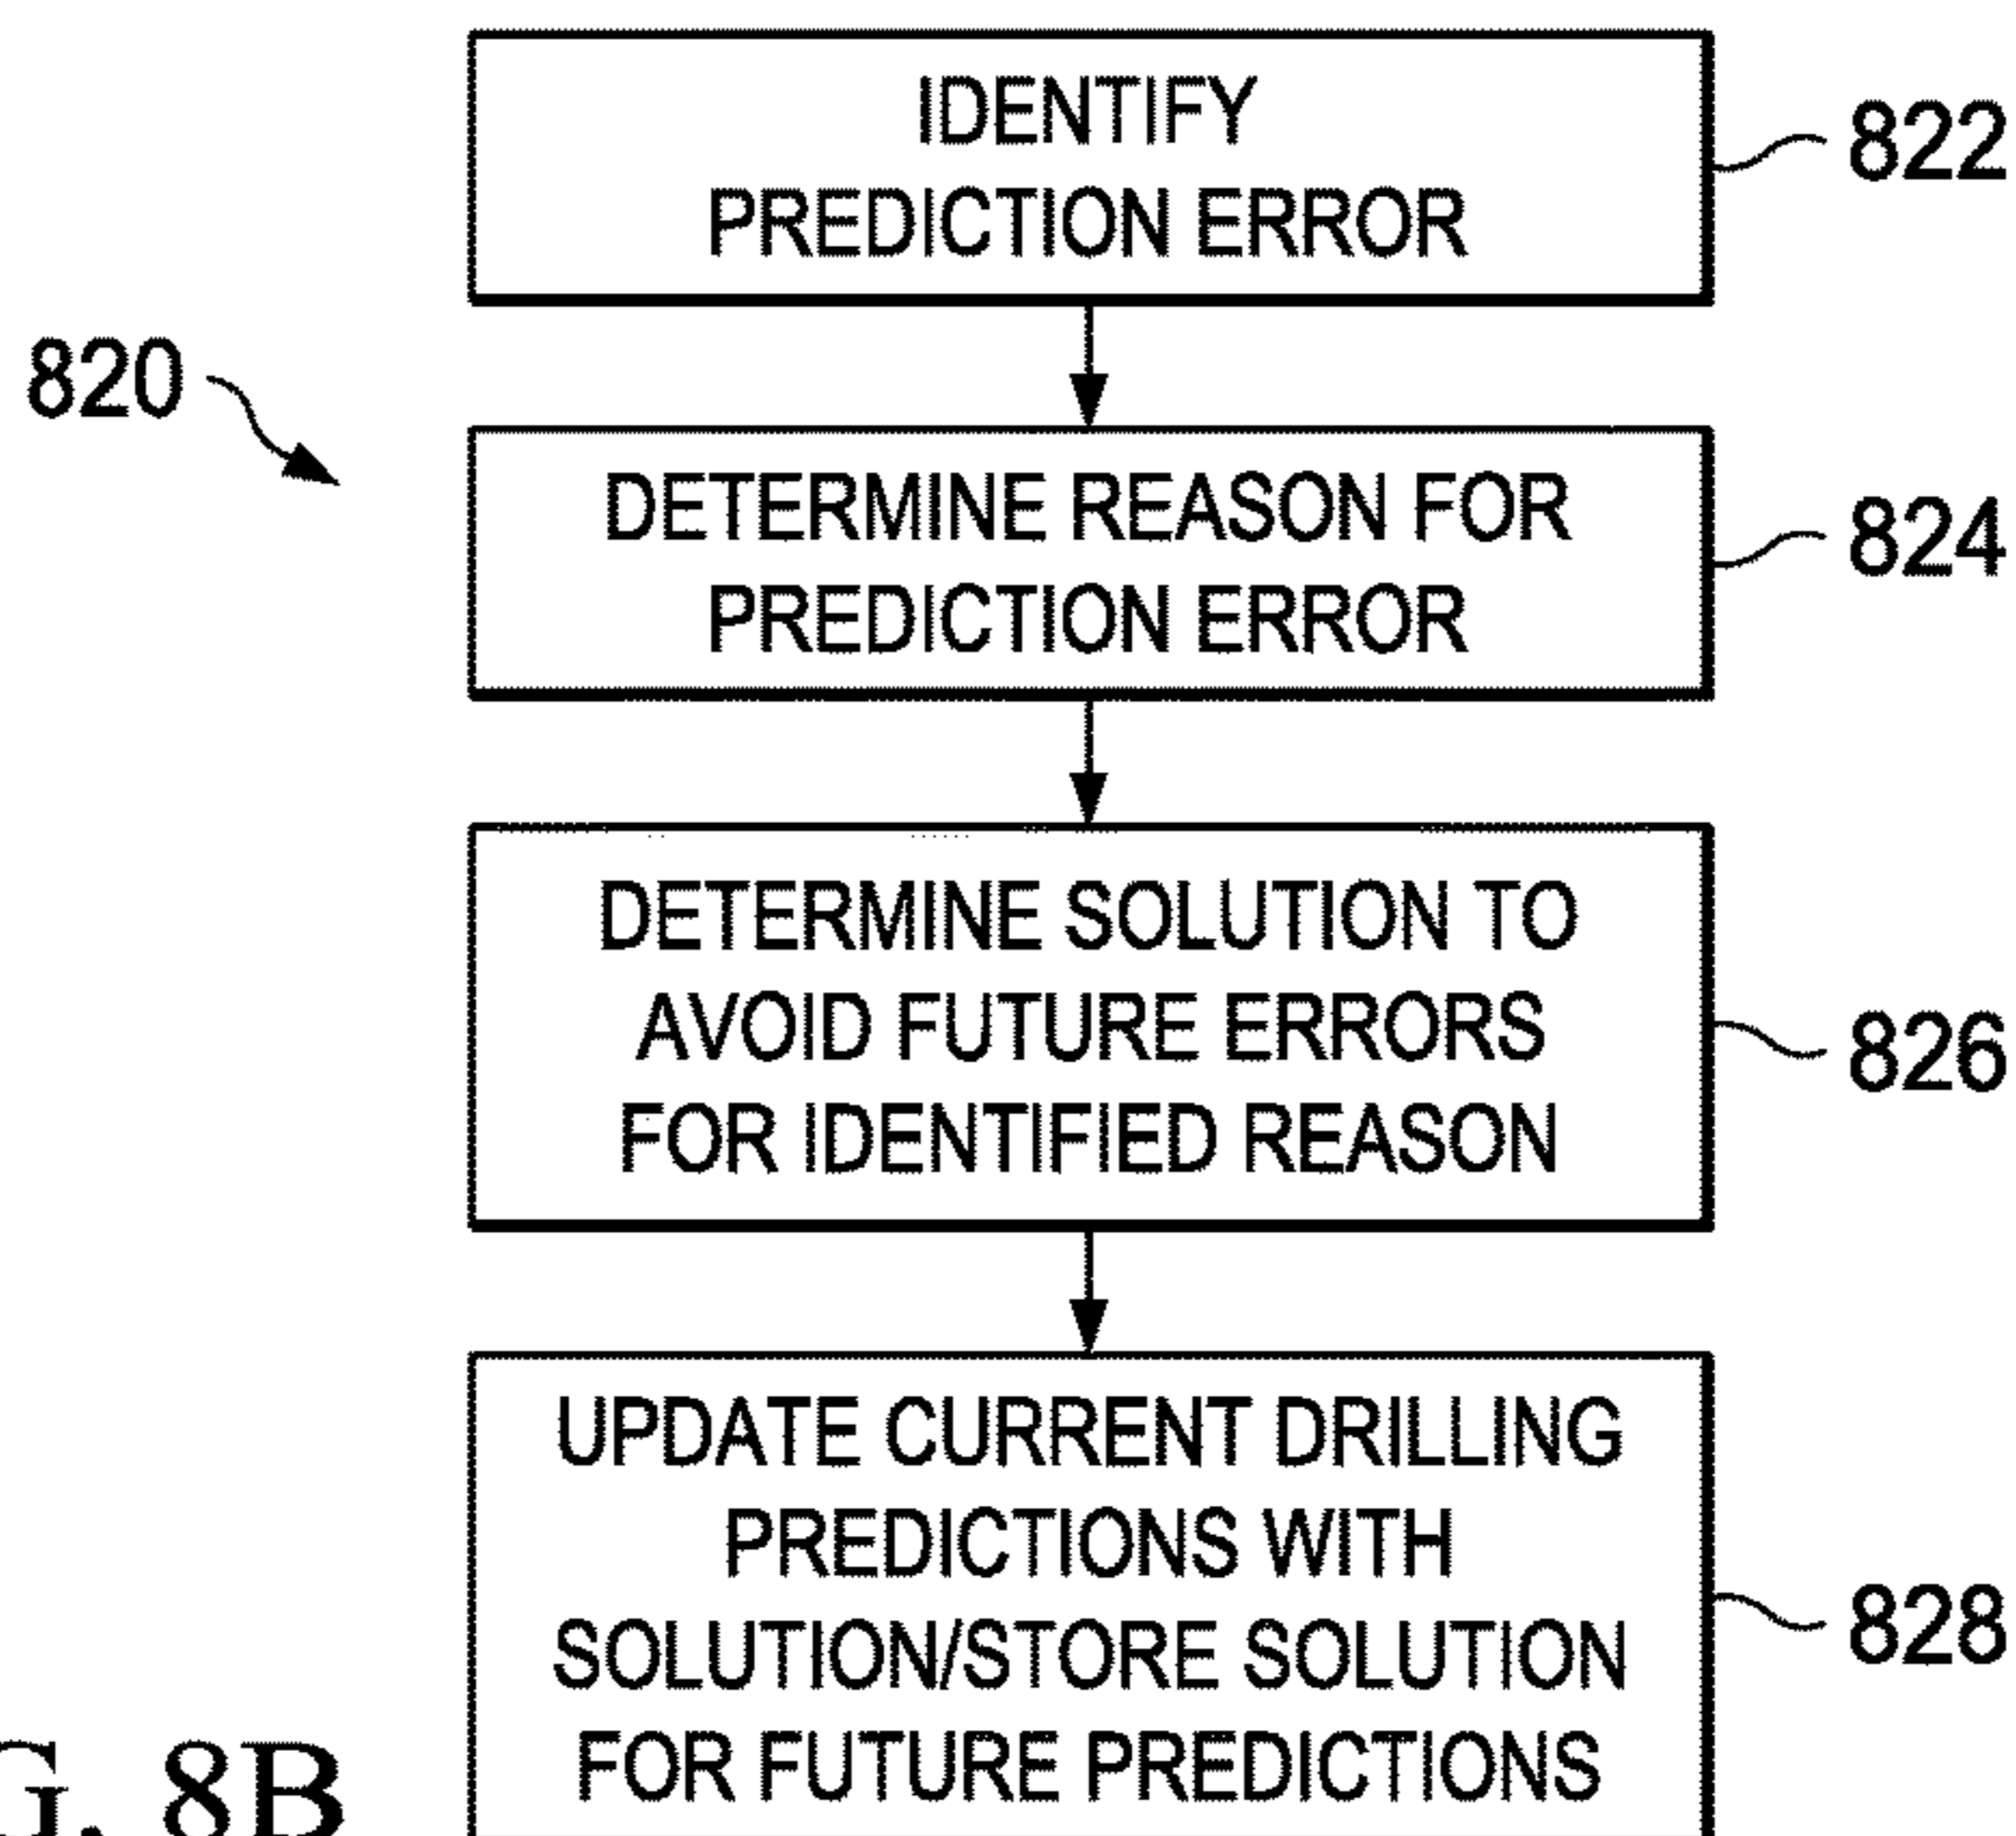 IDENTIFY
PREDICTION ERROR
822
820
DETERMINE REASON FOR
PREDICTION ERROR
824
DETERMINE SOLUTION TO
AVOID FUTURE ERRORS
FOR IDENTIFIED REASON
826
UPDATE CURRENT DRILLING
PREDICTIONS WITH
SOLUTION/STORE SOLUTION
FOR FUTURE PREDICTIONS
828
G. 8B